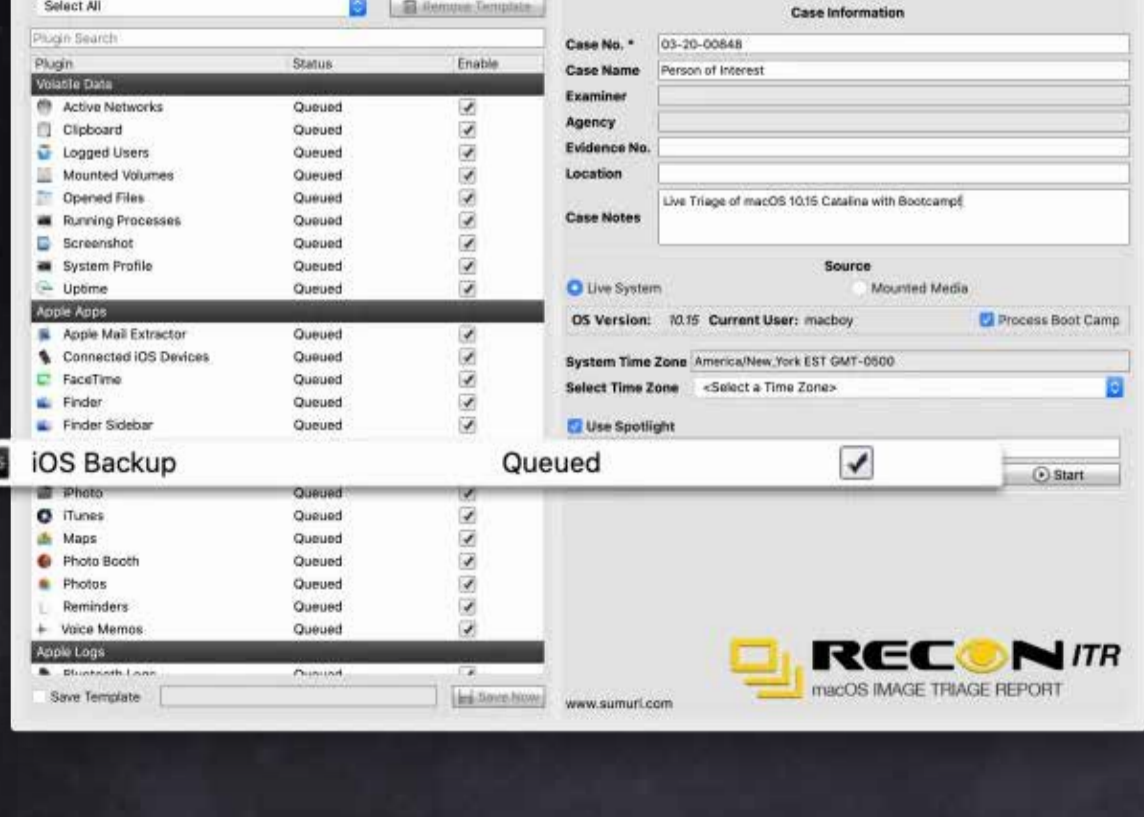 Select All
Remove Template
Plugin Search
Plugin Status Enable
Volatile Data
Active Networks Queued
Clipboard Queued
Logged Users Queued
Mounted Volumes Queued
Opened Files Queued
Running Processes Queued
Screenshot Queued
System Profile Queued
Uptime Queued
Apple Apps
Apple Mail Extractor Queued
Connected iOS Devices Queued
FaceTime Queued
Finder Queued
Finder Sidebar Queued
iOS Backup Queued
iPhoto Queued
iTunes Queued
Maps Queued
Photo Booth Queued
Photos Queued
Reminders Queued
Voice Memos Queued
Apple Logs
Bluetooth Logs Queued
Save Template
Save Now
Case Information
Case No. * 03-20-00848
Case Name Person of Interest
Examiner
Agency
Evidence No.
Location
Case Notes Live Triage of macOS 10.15 Catalina with Bootcamp!
Source
Live System Mounted Media
OS Version: 10.15 Current User: macboy Process Boot Camp
System Time Zone America/New_York EST GMT-0500
Select Time Zone <Select a Time Zone>
Use Spotlight
Start
RECON ITR
macOS IMAGE TRIAGE REPORT
www.sumuri.com